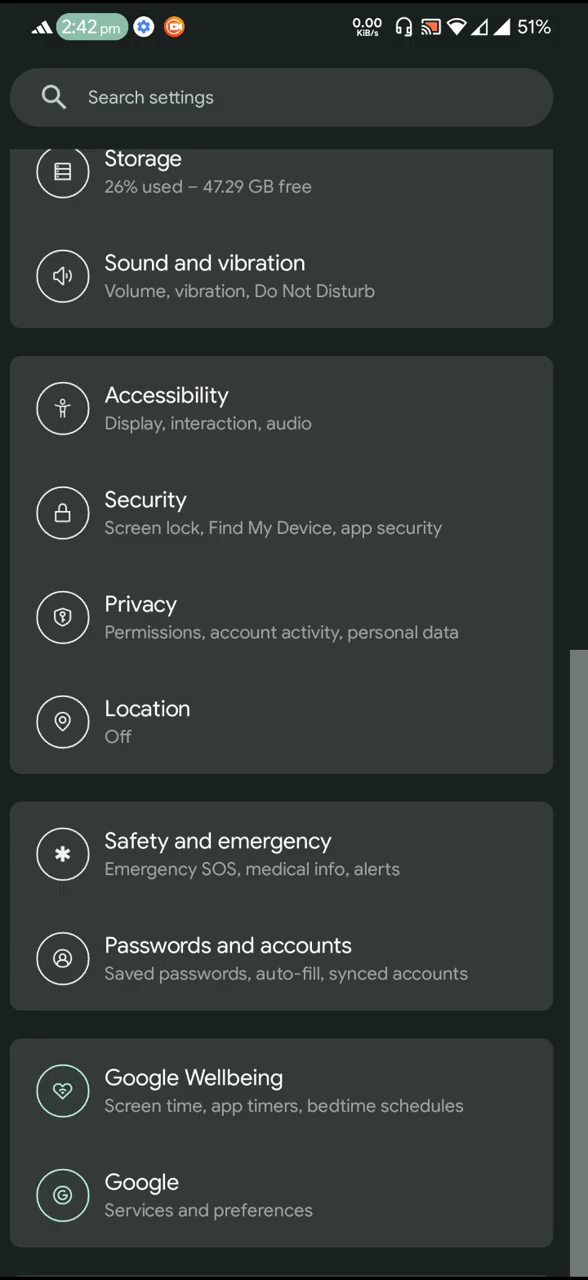 2:42 pm
0.00
KiB/s
51%
Search settings
Storage
26% used – 47.29 GB free
Sound and vibration
Volume, vibration, Do Not Disturb
Accessibility
Display, interaction, audio
Security
Screen lock, Find My Device, app security
Privacy
Permissions, account activity, personal data
Location
Off
Safety and emergency
Emergency SOS, medical info, alerts
Passwords and accounts
Saved passwords, auto-fill, synced accounts
Google Wellbeing
Screen time, app timers, bedtime schedules
Google
Services and preferences